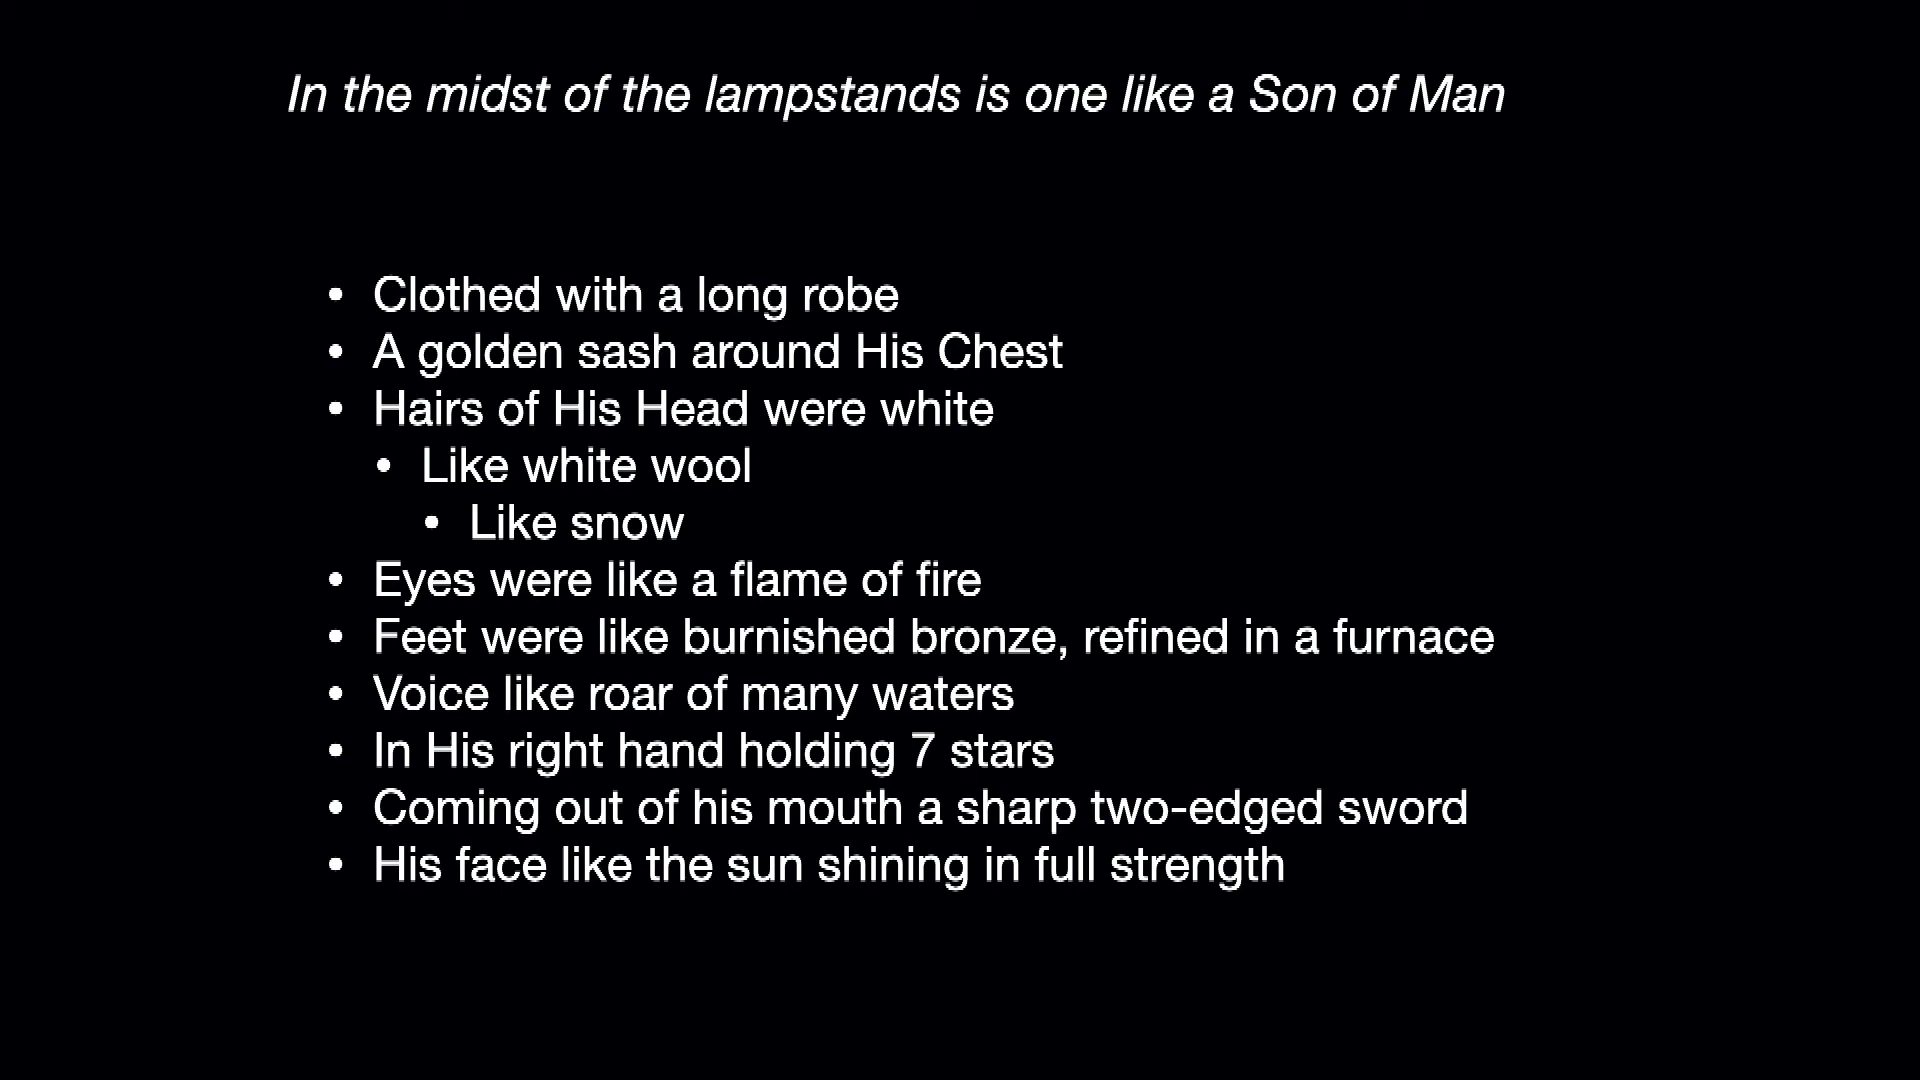 In the midst of the lampstands is one like a Son of Man
• Clothed with a long robe
• A golden sash around His Chest
• Hairs of His Head were white
• Like white wool
• Like snow
• Eyes were like a flame of fire
• Feet were like burnished bronze, refined in a furnace
• Voice like roar of many waters
• In His right hand holding 7 stars
• Coming out of his mouth a sharp two-edged sword
• His face like the sun shining in full strength